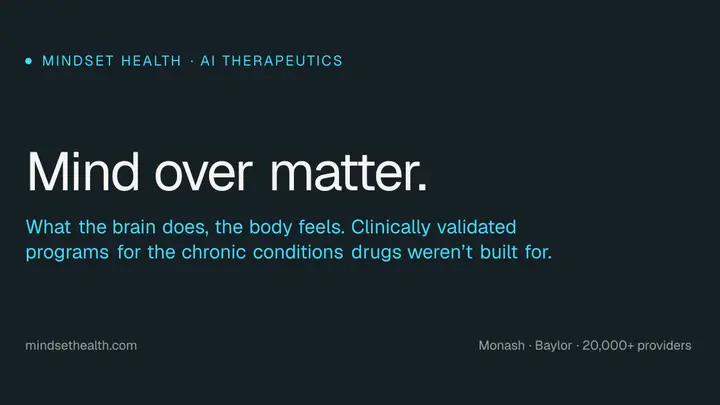 MINDSET HEALTH · AI THERAPEUTICS
Mind over matter.
What the brain does, the body feels. Clinically validated
programs for the chronic conditions drugs weren’t built for.
mindsethealth.com
Monash · Baylor · 20,000+ providers